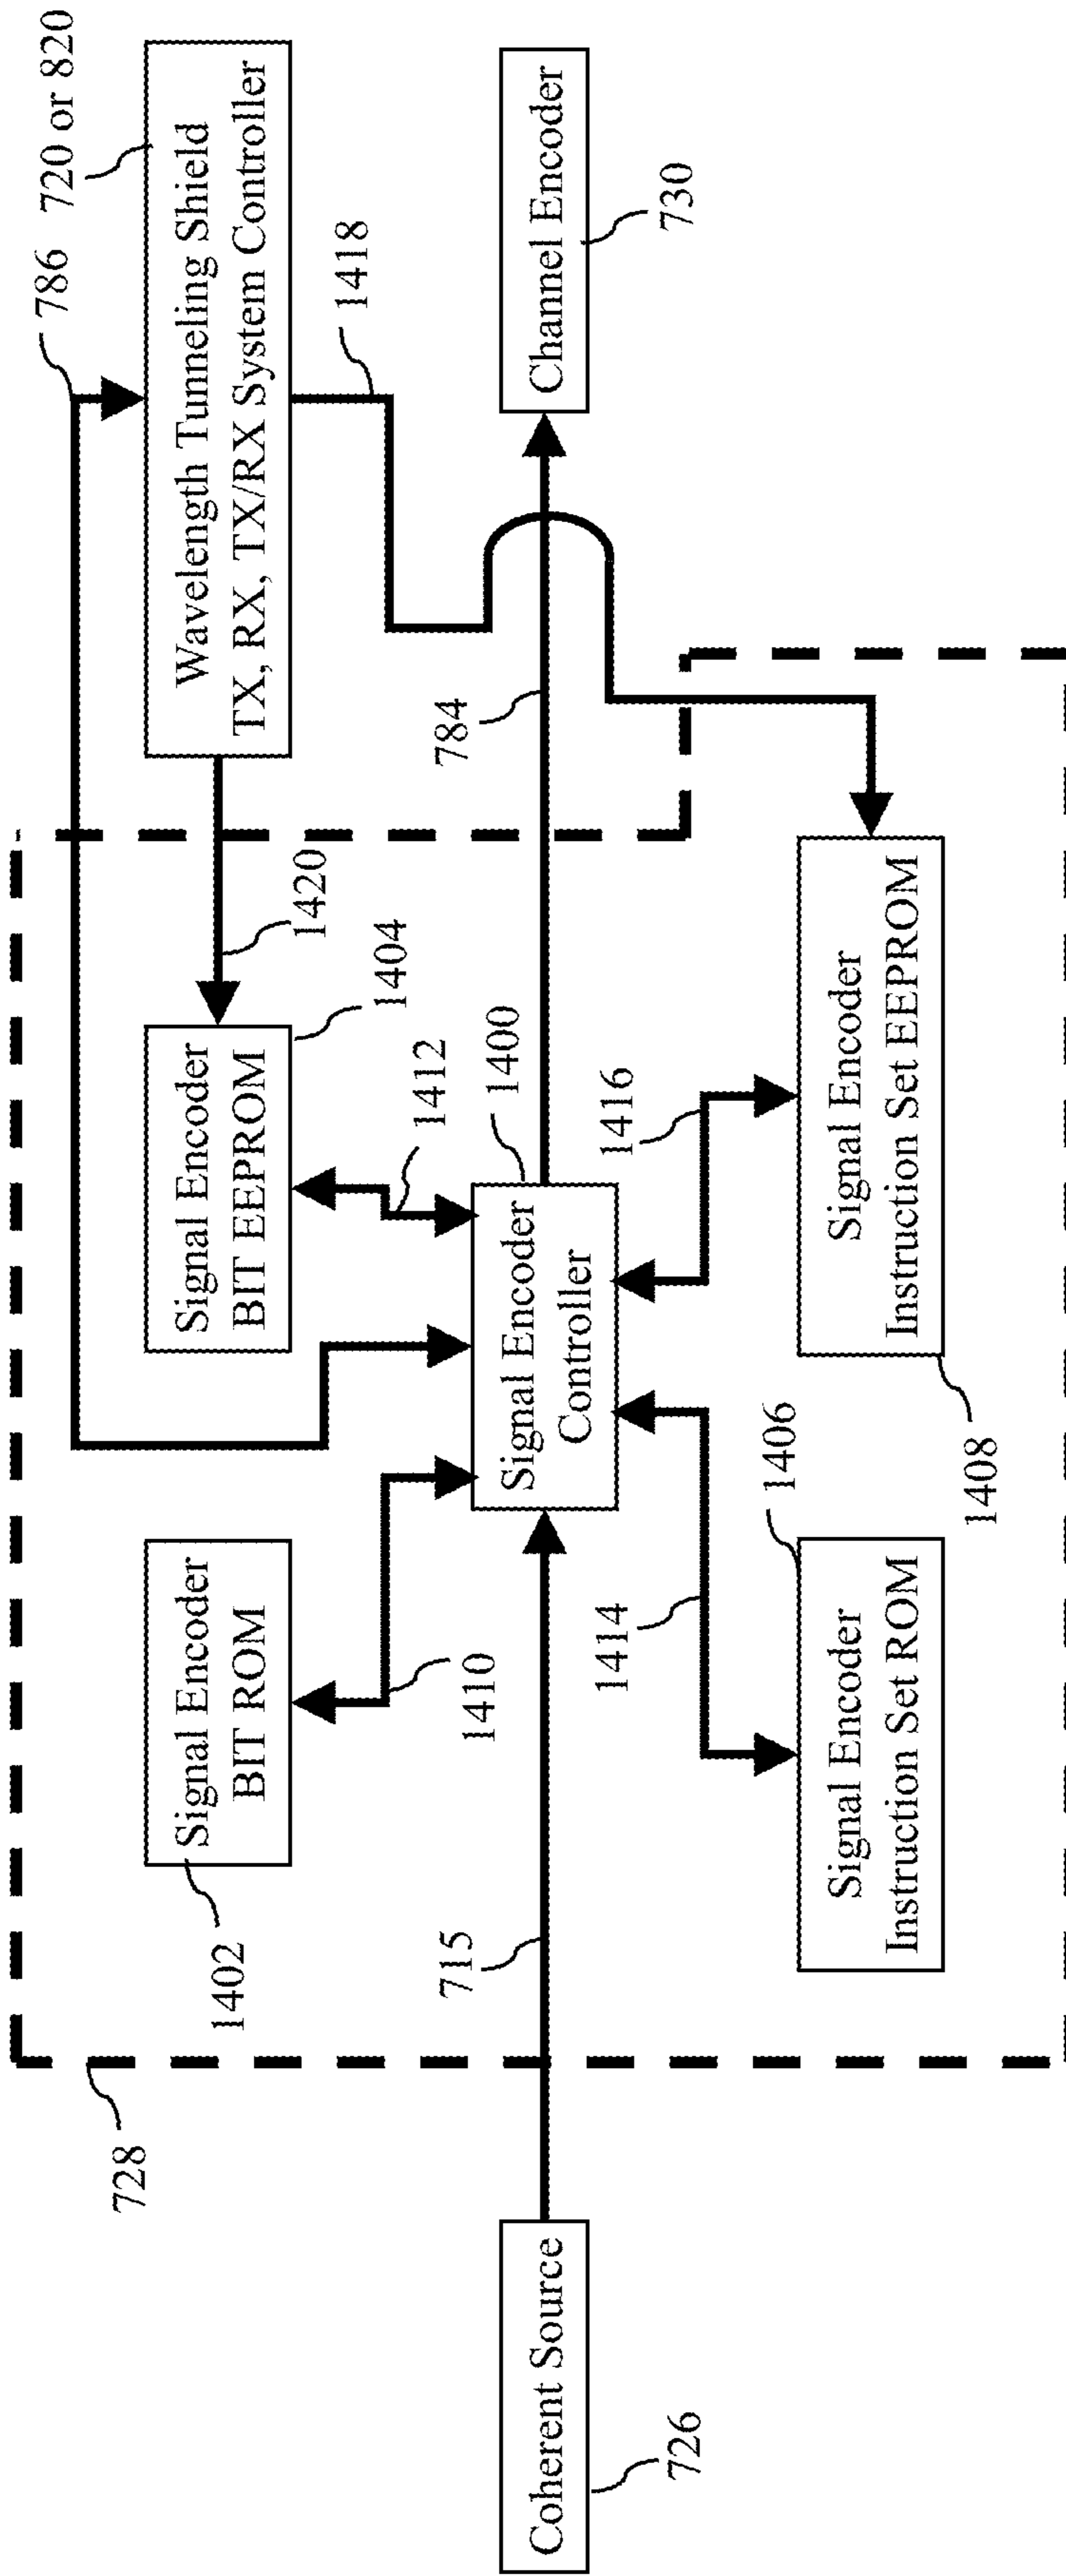 728
1402
Signal Encoder
BIT ROM
1410
786
720 or 820
Wavelength Tunneling Shield
TX, RX, TX/RX System Controller
1420
1418
Signal Encoder
BIT EEPROM
1404
1412
1400
Signal Encoder
Controller
Coherent Source
726
715
784
Channel Encoder
730
1414
1406
1416
Signal Encoder
Instruction Set ROM
Signal Encoder
Instruction Set EEPROM
1408